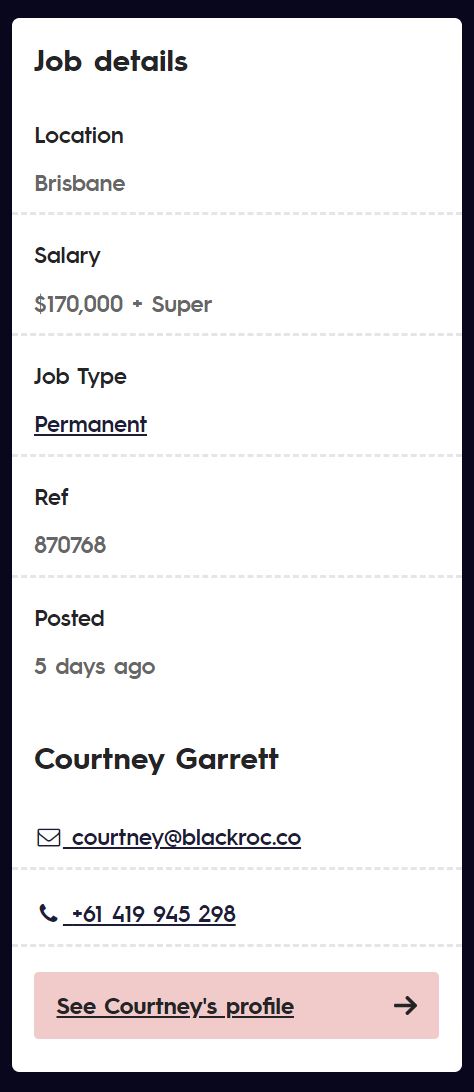 Job details
Location
Brisbane
Salary
$170,000 + Super
Job Type
Permanent
Ref
870768
Posted
5 days ago
Courtney Garrett
courtney@blackroc.co
+61 419 945 298
See Courtney's profile